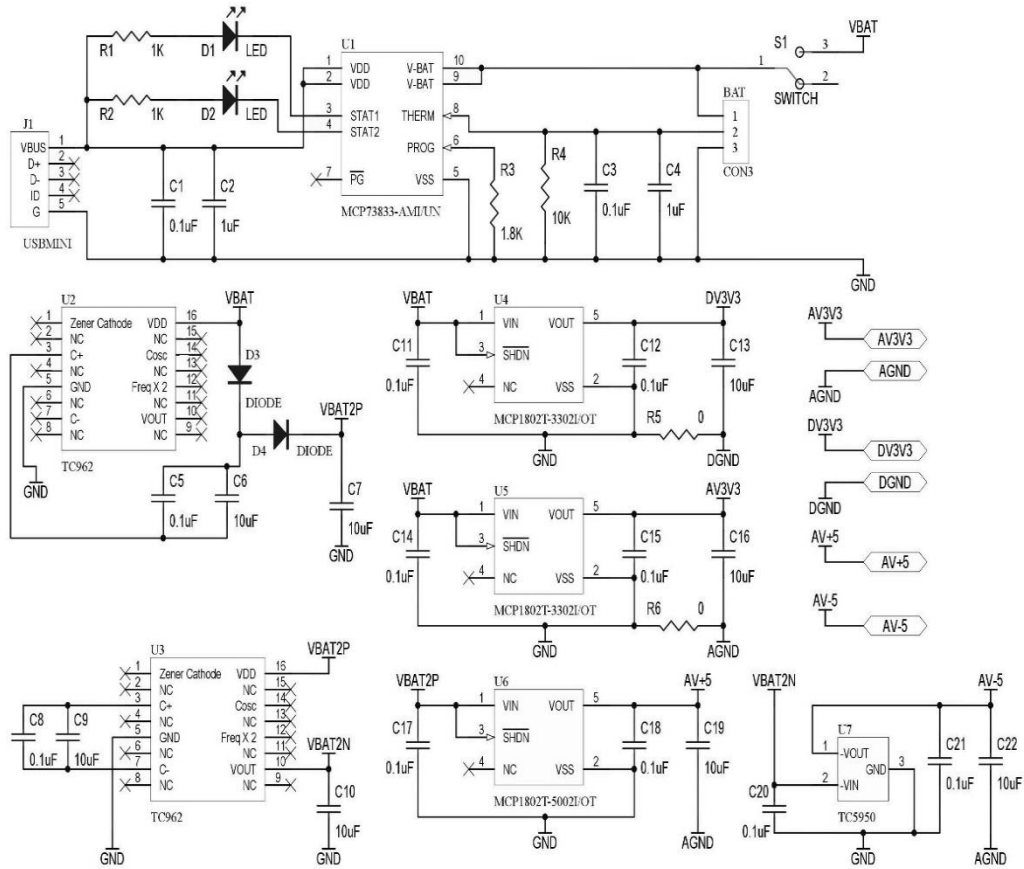 R1 1K D1 LED
R2 1K D2 LED
J1
VBUS 1
D+ 2
D- 3
ID 4
G 5
USBMINI
C1 0.1uF
C2 1uF
U1
1 VDD V-BAT 10
2 VDD V-BAT 9
3 STAT1 THERM 8
4 STAT2 PROG 6
7 PG VSS 5
MCP73833-AMI/UN
R3 1.8K
R4 10K
C3 0.1uF
C4 1uF
S1 3 VBAT
1 2
SWITCH
BAT
1 1
2 2
3 3
CON3
GND
U2 VBAT
1 Zener Cathode VDD 16
2 NC NC 15
3 C+ Cosc 14
4 NC NC 13
5 GND Freq X 2 12
6 NC NC 11
7 C- VOUT 10
8 NC NC 9
TC962
GND
D3 DIODE
D4 DIODE
VBAT2P
C5 0.1uF
C6 10uF
C7 10uF
GND
VBAT U4 DV3V3
1 VIN VOUT 5
3 SHDN
4 NC VSS 2
MCP1802T-3302I/OT
C11 0.1uF
C12 0.1uF
C13 10uF
R5 0
GND DGND
VBAT U5 AV3V3
1 VIN VOUT 5
3 SHDN
4 NC VSS 2
MCP1802T-3302I/OT
C14 0.1uF
C15 0.1uF
C16 10uF
R6 0
GND AGND
AV3V3 AV3V3
AGND AGND
DV3V3 DV3V3
DGND DGND
AV+5 AV+5
AV-5 AV-5
U3 VBAT2P
1 Zener Cathode VDD 16
2 NC NC 15
3 C+ Cosc 14
4 NC NC 13
5 GND Freq X 2 12
6 NC NC 11
7 C- VOUT 10
8 NC NC 9
TC962
C8 0.1uF
C9 10uF
VBAT2N
C10 10uF
GND GND
VBAT2P U6 AV+5
1 VIN VOUT 5
3 SHDN
4 NC VSS 2
MCP1802T-5002I/OT
C17 0.1uF
C18 0.1uF
C19 10uF
GND AGND
VBAT2N AV-5
U7
1 -VOUT
GND 3
2 -VIN
TC5950
C20 0.1uF
C21 0.1uF
C22 10uF
GND AGND